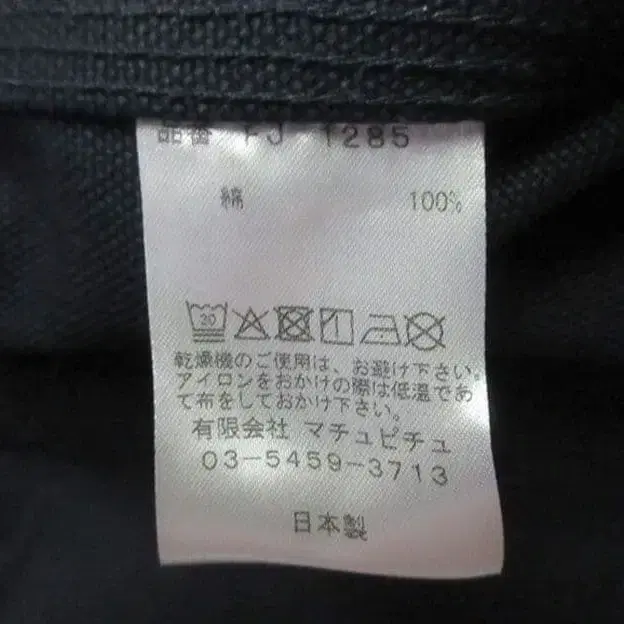 品番 FJ 1285
綿 100%
20
乾燥機のご使用は、お避け下さい。
アイロンをおかけの際は低温であ
て布をしておかけ下さい。
有限会社 マチュピチュ
03-5459-3713
日本製